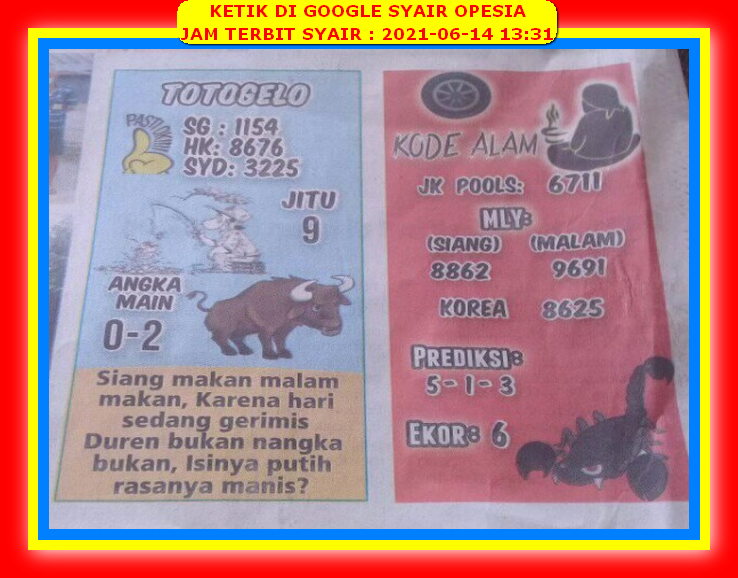 KETIK DI GOOGLE SYAIR OPESIA
JAM TERBIT SYAIR : 2021-06-14 13:31
TOTOGELO
SG : 1154
HK: 8676
SYD: 3225
JITU
9
ANGKA
MAIN
0-2
Siang makan malam
makan, Karena hari
sedang gerimis
Duren bukan nangka
bukan, Isinya putih
rasanya manis?
KODE ALAM
JK POOLS: 6711
MLY:
(SIANG) (MALAM)
8862 9691
KOREA 8625
PREDIKSI:
5-1-3
EKOR: 6